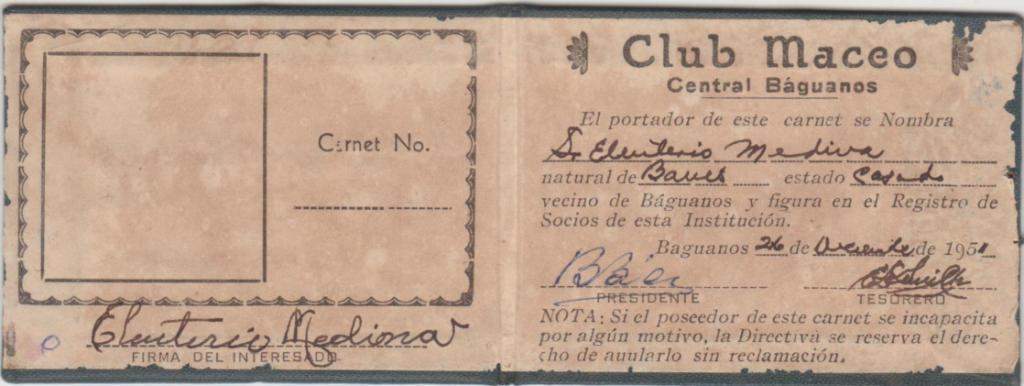 Carnet No.
Eleuterio Medina
FIRMA DEL INTERESADO
Club Maceo
Central Báguanos
El portador de este carnet se Nombra
Sr Eleuterio Medina
natural de Banes estado Casado
vecino de Báguanos y figura en el Registro de
Socios de esta Institución.
Baguanos 26 de Diciembre de 1951
PRESIDENTE TESORERO
NOTA: Si el poseedor de este carnet se incapacita
por algún motivo, la Directiva se reserva el dere-
cho de anularlo sin reclamación.